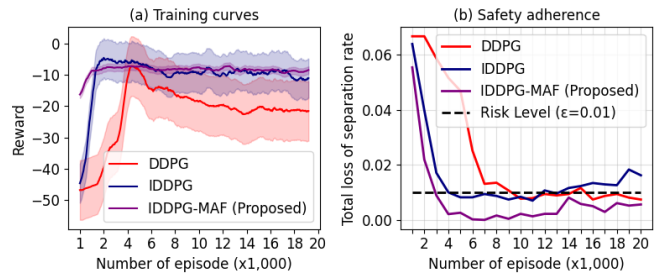 (a) Training curves
Reward
0
−10
−20
−30
−40
−50
DDPG
IDDPG
IDDPG-MAF (Proposed)
1 2 4 6 8 10 12 14 16 18 20
Number of episode (x1,000)
(b) Safety adherence
Total loss of separation rate
0.06
0.04
0.02
0.00
DDPG
IDDPG
IDDPG-MAF (Proposed)
Risk Level (ε=0.01)
2 4 6 8 10 12 14 16 18 20
Number of episode (x1,000)